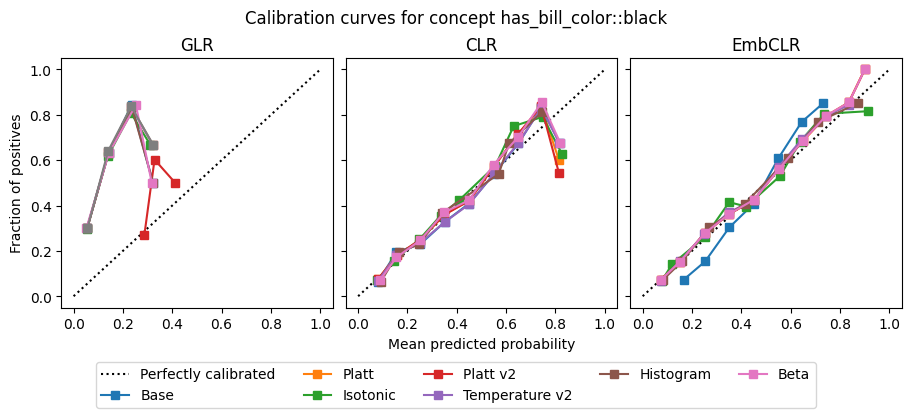 Calibration curves for concept has_bill_color::black
GLR
CLR
EmbCLR
Fraction of positives
1.0
0.8
0.6
0.4
0.2
0.0
0.0 0.2 0.4 0.6 0.8 1.0
0.0 0.2 0.4 0.6 0.8 1.0
0.0 0.2 0.4 0.6 0.8 1.0
Mean predicted probability
Perfectly calibrated
Base
Platt
Isotonic
Platt v2
Temperature v2
Histogram
Beta